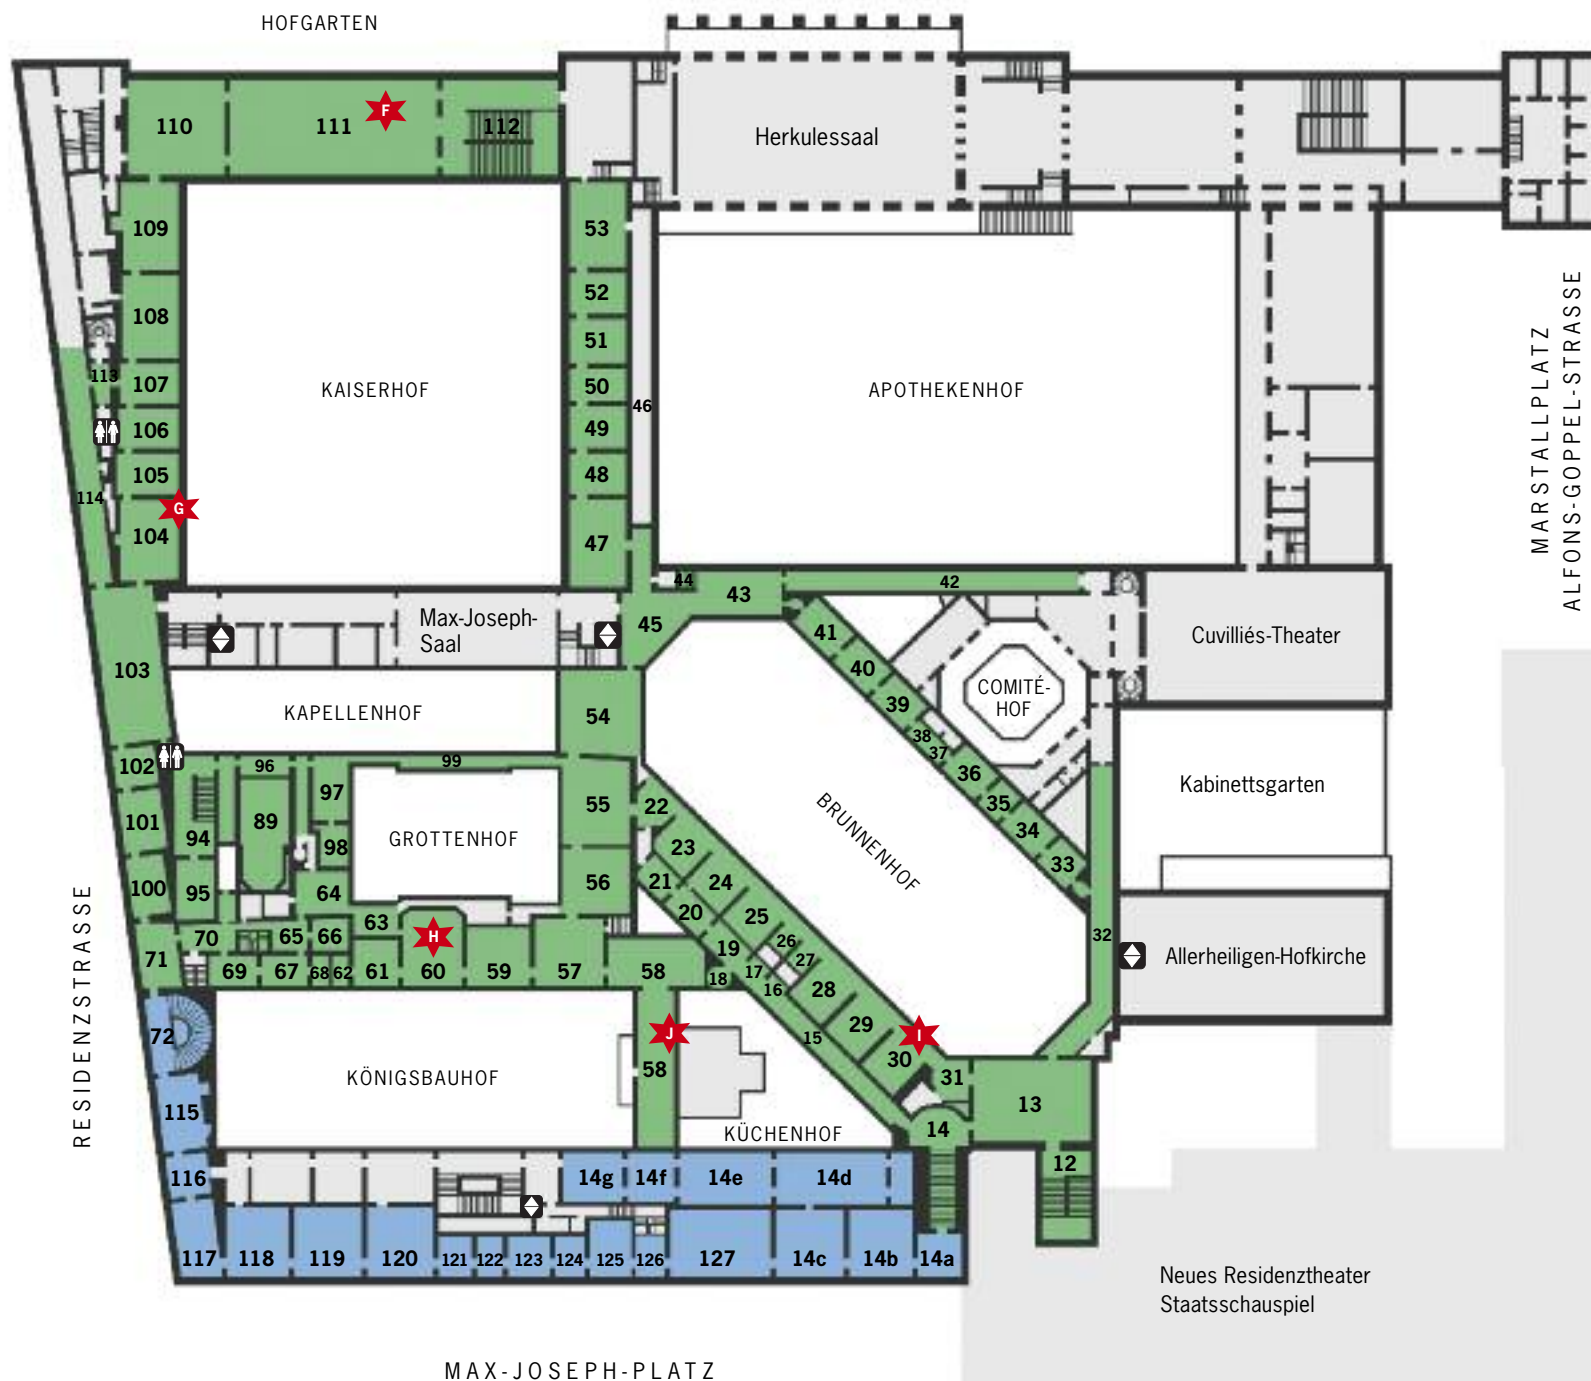 HOFGARTEN
F
110
111
112
Herkulessaal
109
53
108
52
51
113
107
KAISERHOF
50
46
APOTHEKENHOF
106
49
105
48
114
G
104
47
MARSTALLPLATZ
ALFONS-GOPPEL-STRASSE
44
43
42
Max-Joseph-
Saal
45
41
Cuvilliés-Theater
103
40
COMITÉ-
HOF
KAPELLENHOF
54
39
38
37
102
96
99
36
97
55
22
BRUNNENHOF
35
Kabinettsgarten
101
94
89
98
GROTTENHOF
23
34
33
100
95
64
56
21
24
20
25
RESIDENZSTRASSE
70
65
66
63
H
19
26
27
32
Allerheiligen-Hofkirche
71
69
67
68
62
61
60
59
57
58
18
17
16
28
72
J
15
29
I
30
58
KÖNIGSBAUHOF
31
13
115
KÜCHENHOF
14
12
116
14g
14f
14e
14d
117
118
119
120
121
122
123
124
125
126
127
14c
14b
14a
Neues Residenztheater
Staatsschauspiel
MAX-JOSEPH-PLATZ